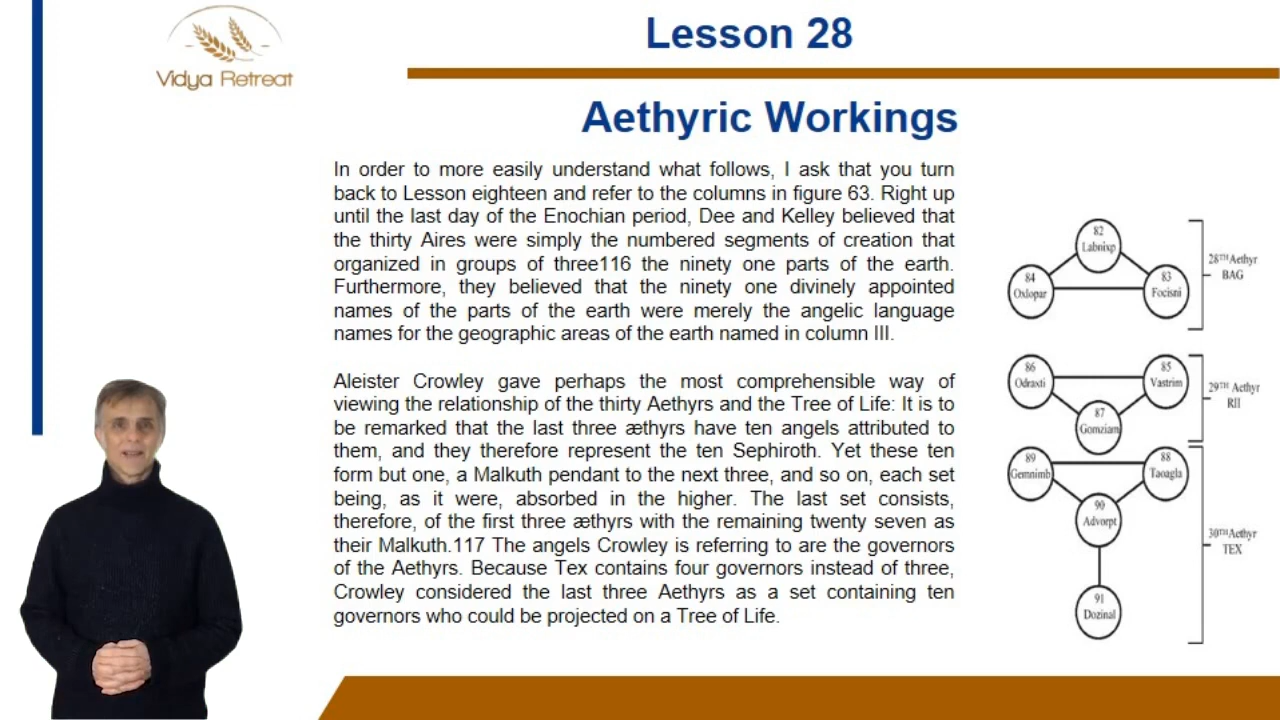 Lesson 28
Vidya Retreat
Aethyric Workings
In order to more easily understand what follows, I ask that you turn
back to Lesson eighteen and refer to the columns in figure 63. Right up
until the last day of the Enochian period, Dee and Kelley believed that
the thirty Aires were simply the numbered segments of creation that
organized in groups of three116 the ninety one parts of the earth.
Furthermore, they believed that the ninety one divinely appointed
names of the parts of the earth were merely the angelic language
names for the geographic areas of the earth named in column III.
Aleister Crowley gave perhaps the most comprehensible way of
viewing the relationship of the thirty Aethyrs and the Tree of Life: It is to
be remarked that the last three æthyrs have ten angels attributed to
them, and they therefore represent the ten Sephiroth. Yet these ten
form but one, a Malkuth pendant to the next three, and so on, each set
being, as it were, absorbed in the higher. The last set consists,
therefore, of the first three æthyrs with the remaining twenty seven as
their Malkuth.117 The angels Crowley is referring to are the governors
of the Aethyrs. Because Tex contains four governors instead of three,
Crowley considered the last three Aethyrs as a set containing ten
governors who could be projected on a Tree of Life.
82
Labnixp
84
Oxlopar
83
Focisni
28TH Aethyr
BAG
86
Odraxti
85
Vastrim
87
Gomziam
29TH Aethyr
RII
89
Gemnimb
88
Taoagla
90
Advorpt
91
Dozinal
30TH Aethyr
TEX